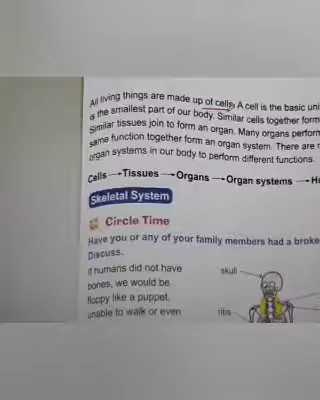 All living things are made up of cells. A cell is the basic uni
is the smallest part of our body. Similar cells together form
Similar tissues join to form an organ. Many organs perform
same function together form an organ system. There are
organ systems in our body to perform different functions.
Cells → Tissues → Organs → Organ systems → H
Skeletal System
Circle Time
Have you or any of your family members had a broke
Discuss.
If humans did not have
bones, we would be
floppy like a puppet,
unable to walk or even
skull
ribs